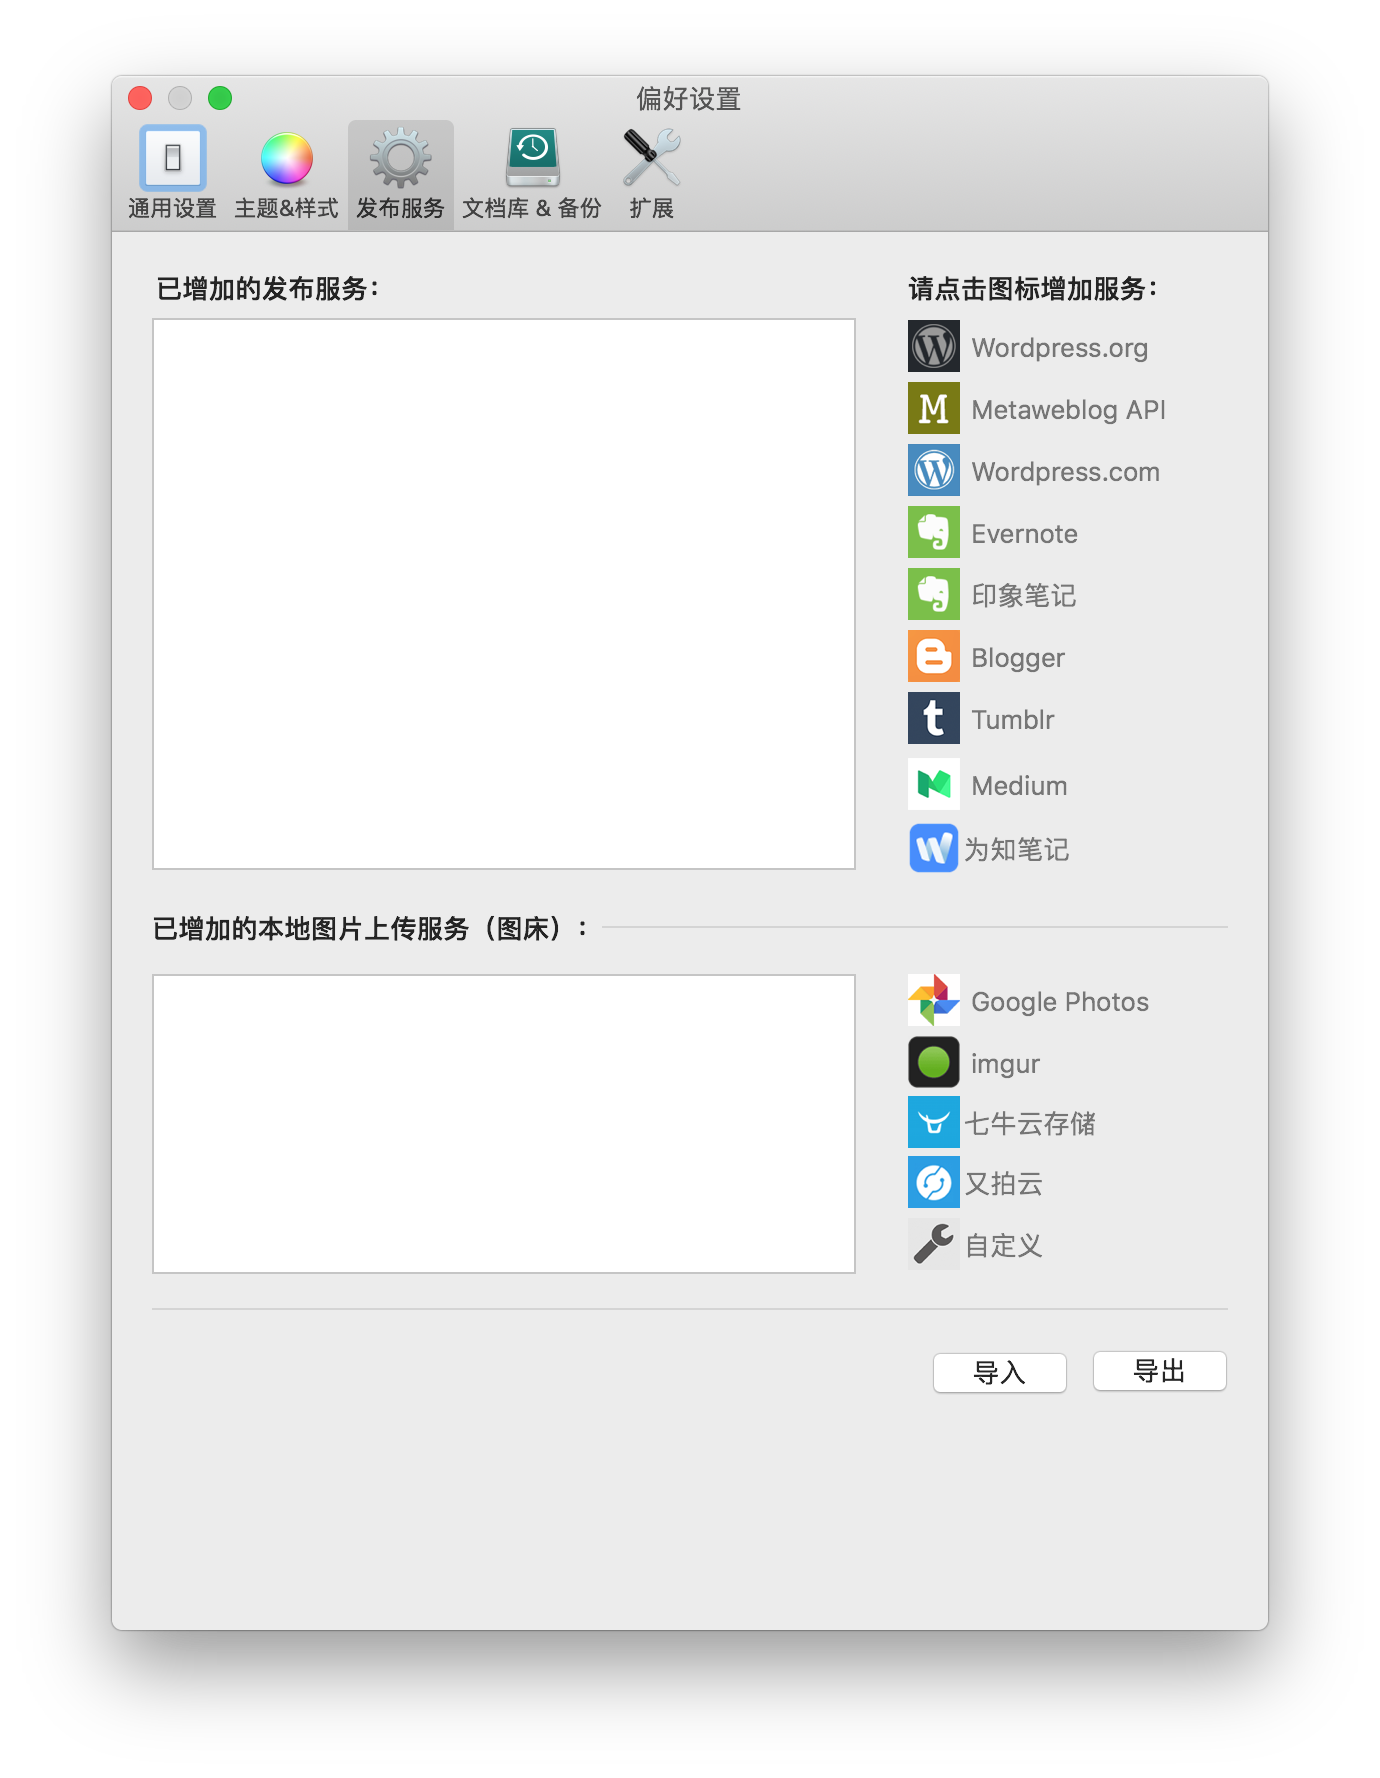 偏好设置
通用设置
主题&样式
发布服务
文档库 & 备份
扩展
已增加的发布服务：
请点击图标增加服务：
Wordpress.org
Metaweblog API
Wordpress.com
Evernote
印象笔记
Blogger
Tumblr
Medium
为知笔记
已增加的本地图片上传服务（图床）：
Google Photos
imgur
七牛云存储
又拍云
自定义
导入
导出